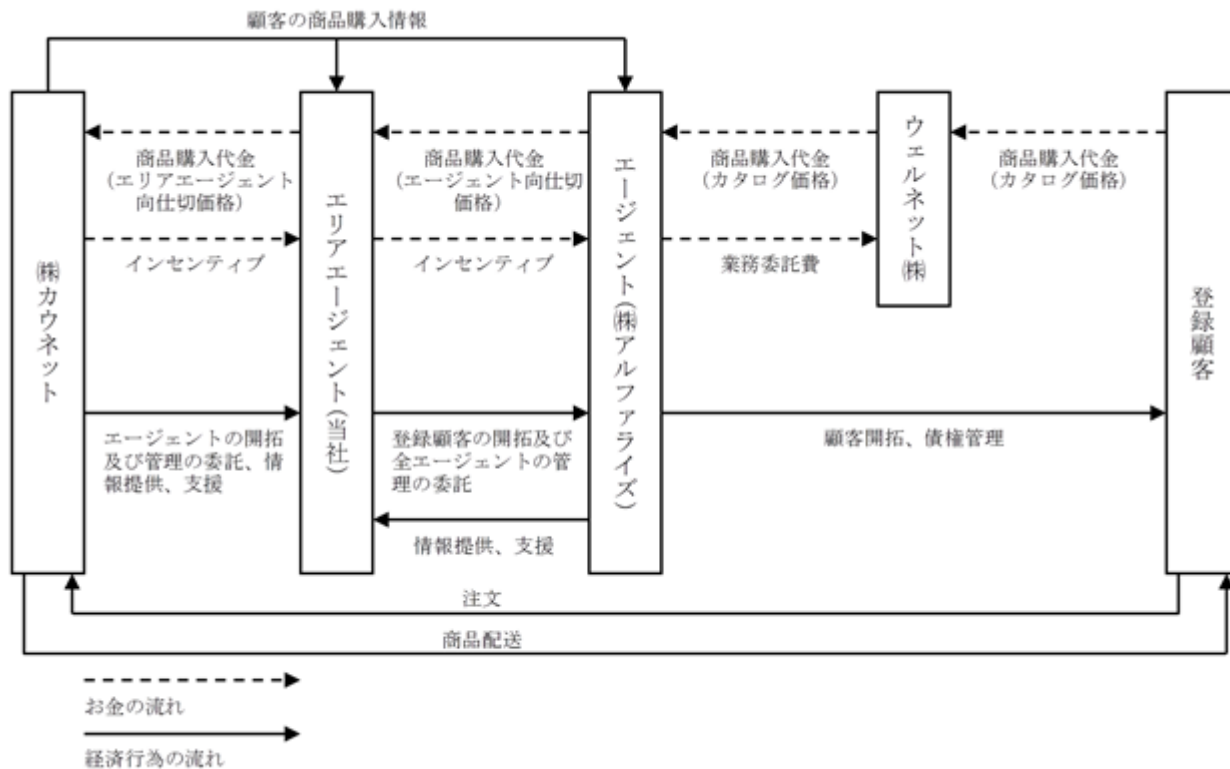 顧客の商品購入情報
㈱カウネット
商品購入代金
(エリアエージェント
向仕切価格)
インセンティブ
エージェントの開拓
及び管理の委託、情
報提供、支援
エリアエージェント(当社)
商品購入代金
(エージェント向仕切
価格)
インセンティブ
登録顧客の開拓及び
全エージェントの管
理の委託
情報提供、支援
エージェント(㈱アルファライズ)
商品購入代金
(カタログ価格)
業務委託費
ウェルネット㈱
商品購入代金
(カタログ価格)
顧客開拓、債権管理
登録顧客
注文
商品配送
お金の流れ
経済行為の流れ